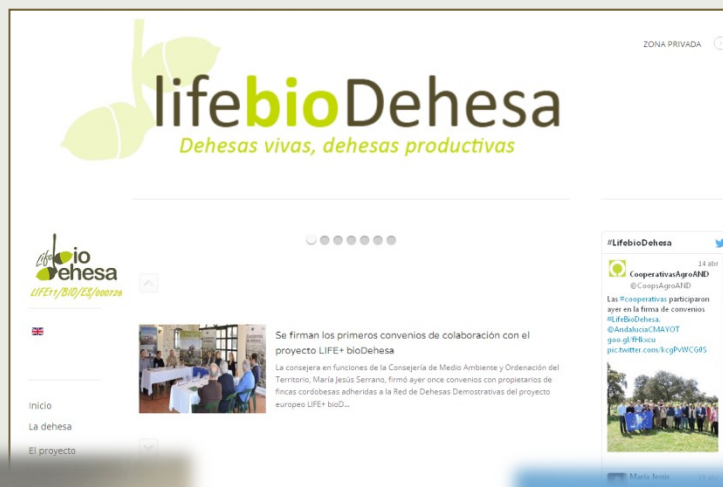 ZONA PRIVADA
lifebioDehesa
Dehesas vivas, dehesas productivas
Life bio
Dehesa
LIFE11/BIO/ES/000726
Se firman los primeros convenios de colaboración con el
proyecto LIFE+ bioDehesa
La consejera en funciones de la Consejería de Medio Ambiente y Ordenación del
Territorio, María Jesús Serrano, firmó ayer once convenios con propietarios de
fincas cordobesas adheridas a la Red de Dehesas Demostrativas del proyecto
europeo LIFE+ bioD...
Inicio
La dehesa
El proyecto
#LifebioDehesa
14 abr
CooperativasAgroAND
@CoopsAgroAND
Las #cooperativas participaron
ayer en la firma de convenios
#LifeBioDehesa.
@AndaluciaCMAYOT
pic.twitter.com/kcgPvWCG0S
María Jesús